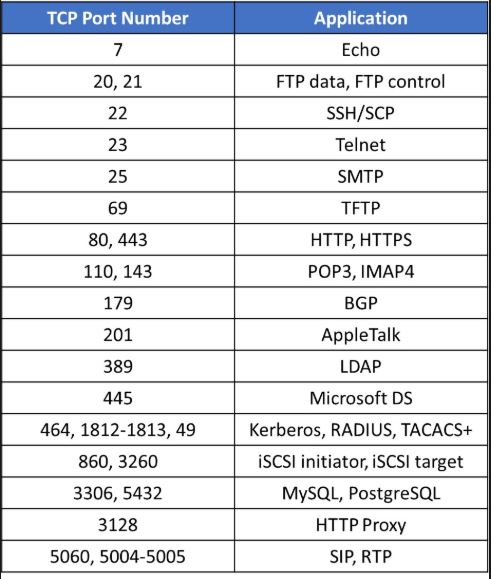 TCP Port Number Application
7 Echo
20, 21 FTP data, FTP control
22 SSH/SCP
23 Telnet
25 SMTP
69 TFTP
80, 443 HTTP, HTTPS
110, 143 POP3, IMAP4
179 BGP
201 AppleTalk
389 LDAP
445 Microsoft DS
464, 1812-1813, 49 Kerberos, RADIUS, TACACS+
860, 3260 iSCSI initiator, iSCSI target
3306, 5432 MySQL, PostgreSQL
3128 HTTP Proxy
5060, 5004-5005 SIP, RTP